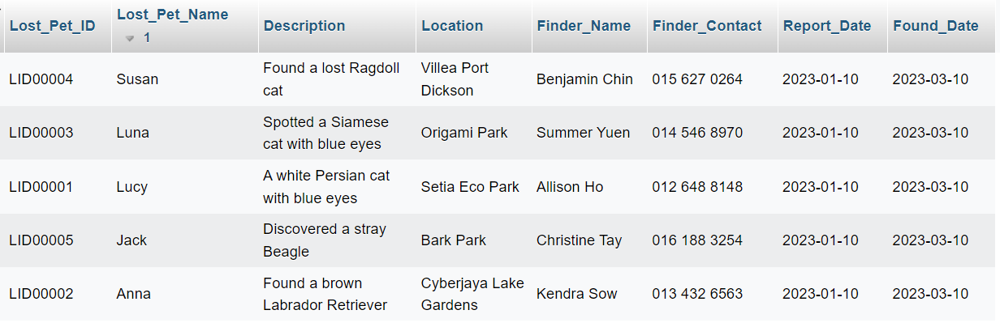 Lost_Pet_ID Lost_Pet_Name 1 Description Location Finder_Name Finder_Contact Report_Date Found_Date
LID00004 Susan Found a lost Ragdoll cat Villea Port Dickson Benjamin Chin 015 627 0264 2023-01-10 2023-03-10
LID00003 Luna Spotted a Siamese cat with blue eyes Origami Park Summer Yuen 014 546 8970 2023-01-10 2023-03-10
LID00001 Lucy A white Persian cat with blue eyes Setia Eco Park Allison Ho 012 648 8148 2023-01-10 2023-03-10
LID00005 Jack Discovered a stray Beagle Bark Park Christine Tay 016 188 3254 2023-01-10 2023-03-10
LID00002 Anna Found a brown Labrador Retriever Cyberjaya Lake Gardens Kendra Sow 013 432 6563 2023-01-10 2023-03-10